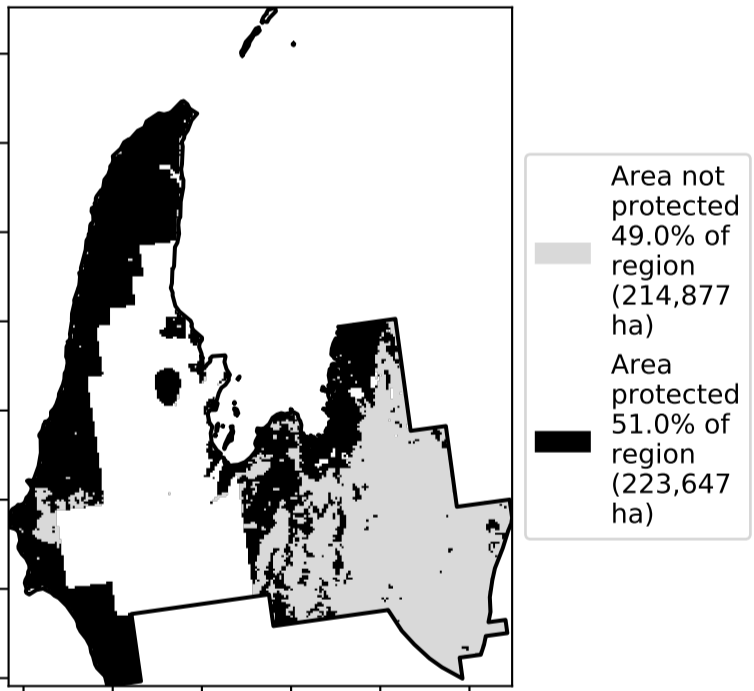 Area not
protected
49.0% of
region
(214,877
ha)
Area
protected
51.0% of
region
(223,647
ha)